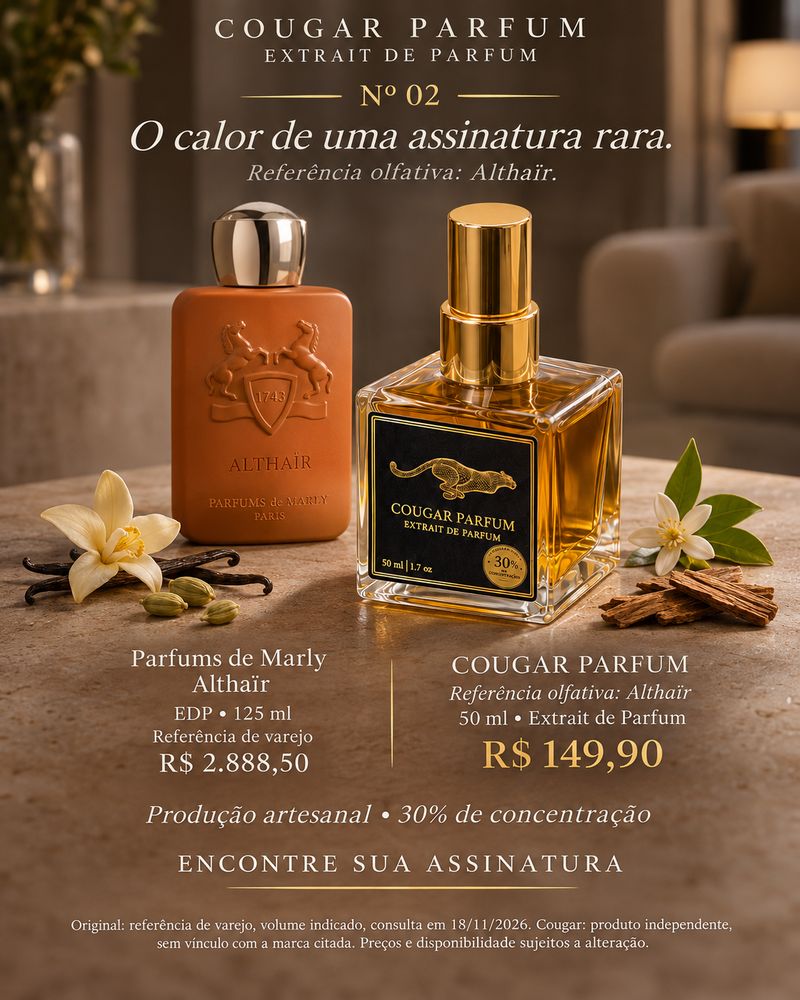 COUGAR PARFUM
EXTRAIT DE PARFUM
Nº 02
O calor de uma assinatura rara.
Referência olfativa: Althaïr.
1743
ALTHAÏR
PARFUMS de MARLY
PARIS
COUGAR PARFUM
EXTRAIT DE PARFUM
50 ml | 1.7 oz
30%
Parfums de Marly
Althaïr
EDP • 125 ml
Referência de varejo
R$ 2.888,50
COUGAR PARFUM
Referência olfativa: Althaïr
50 ml • Extrait de Parfum
R$ 149,90
Produção artesanal • 30% de concentração
ENCONTRE SUA ASSINATURA
Original: referência de varejo, volume indicado, consulta em 18/11/2026. Cougar: produto independente,
sem vínculo com a marca citada. Preços e disponibilidade sujeitos a alteração.